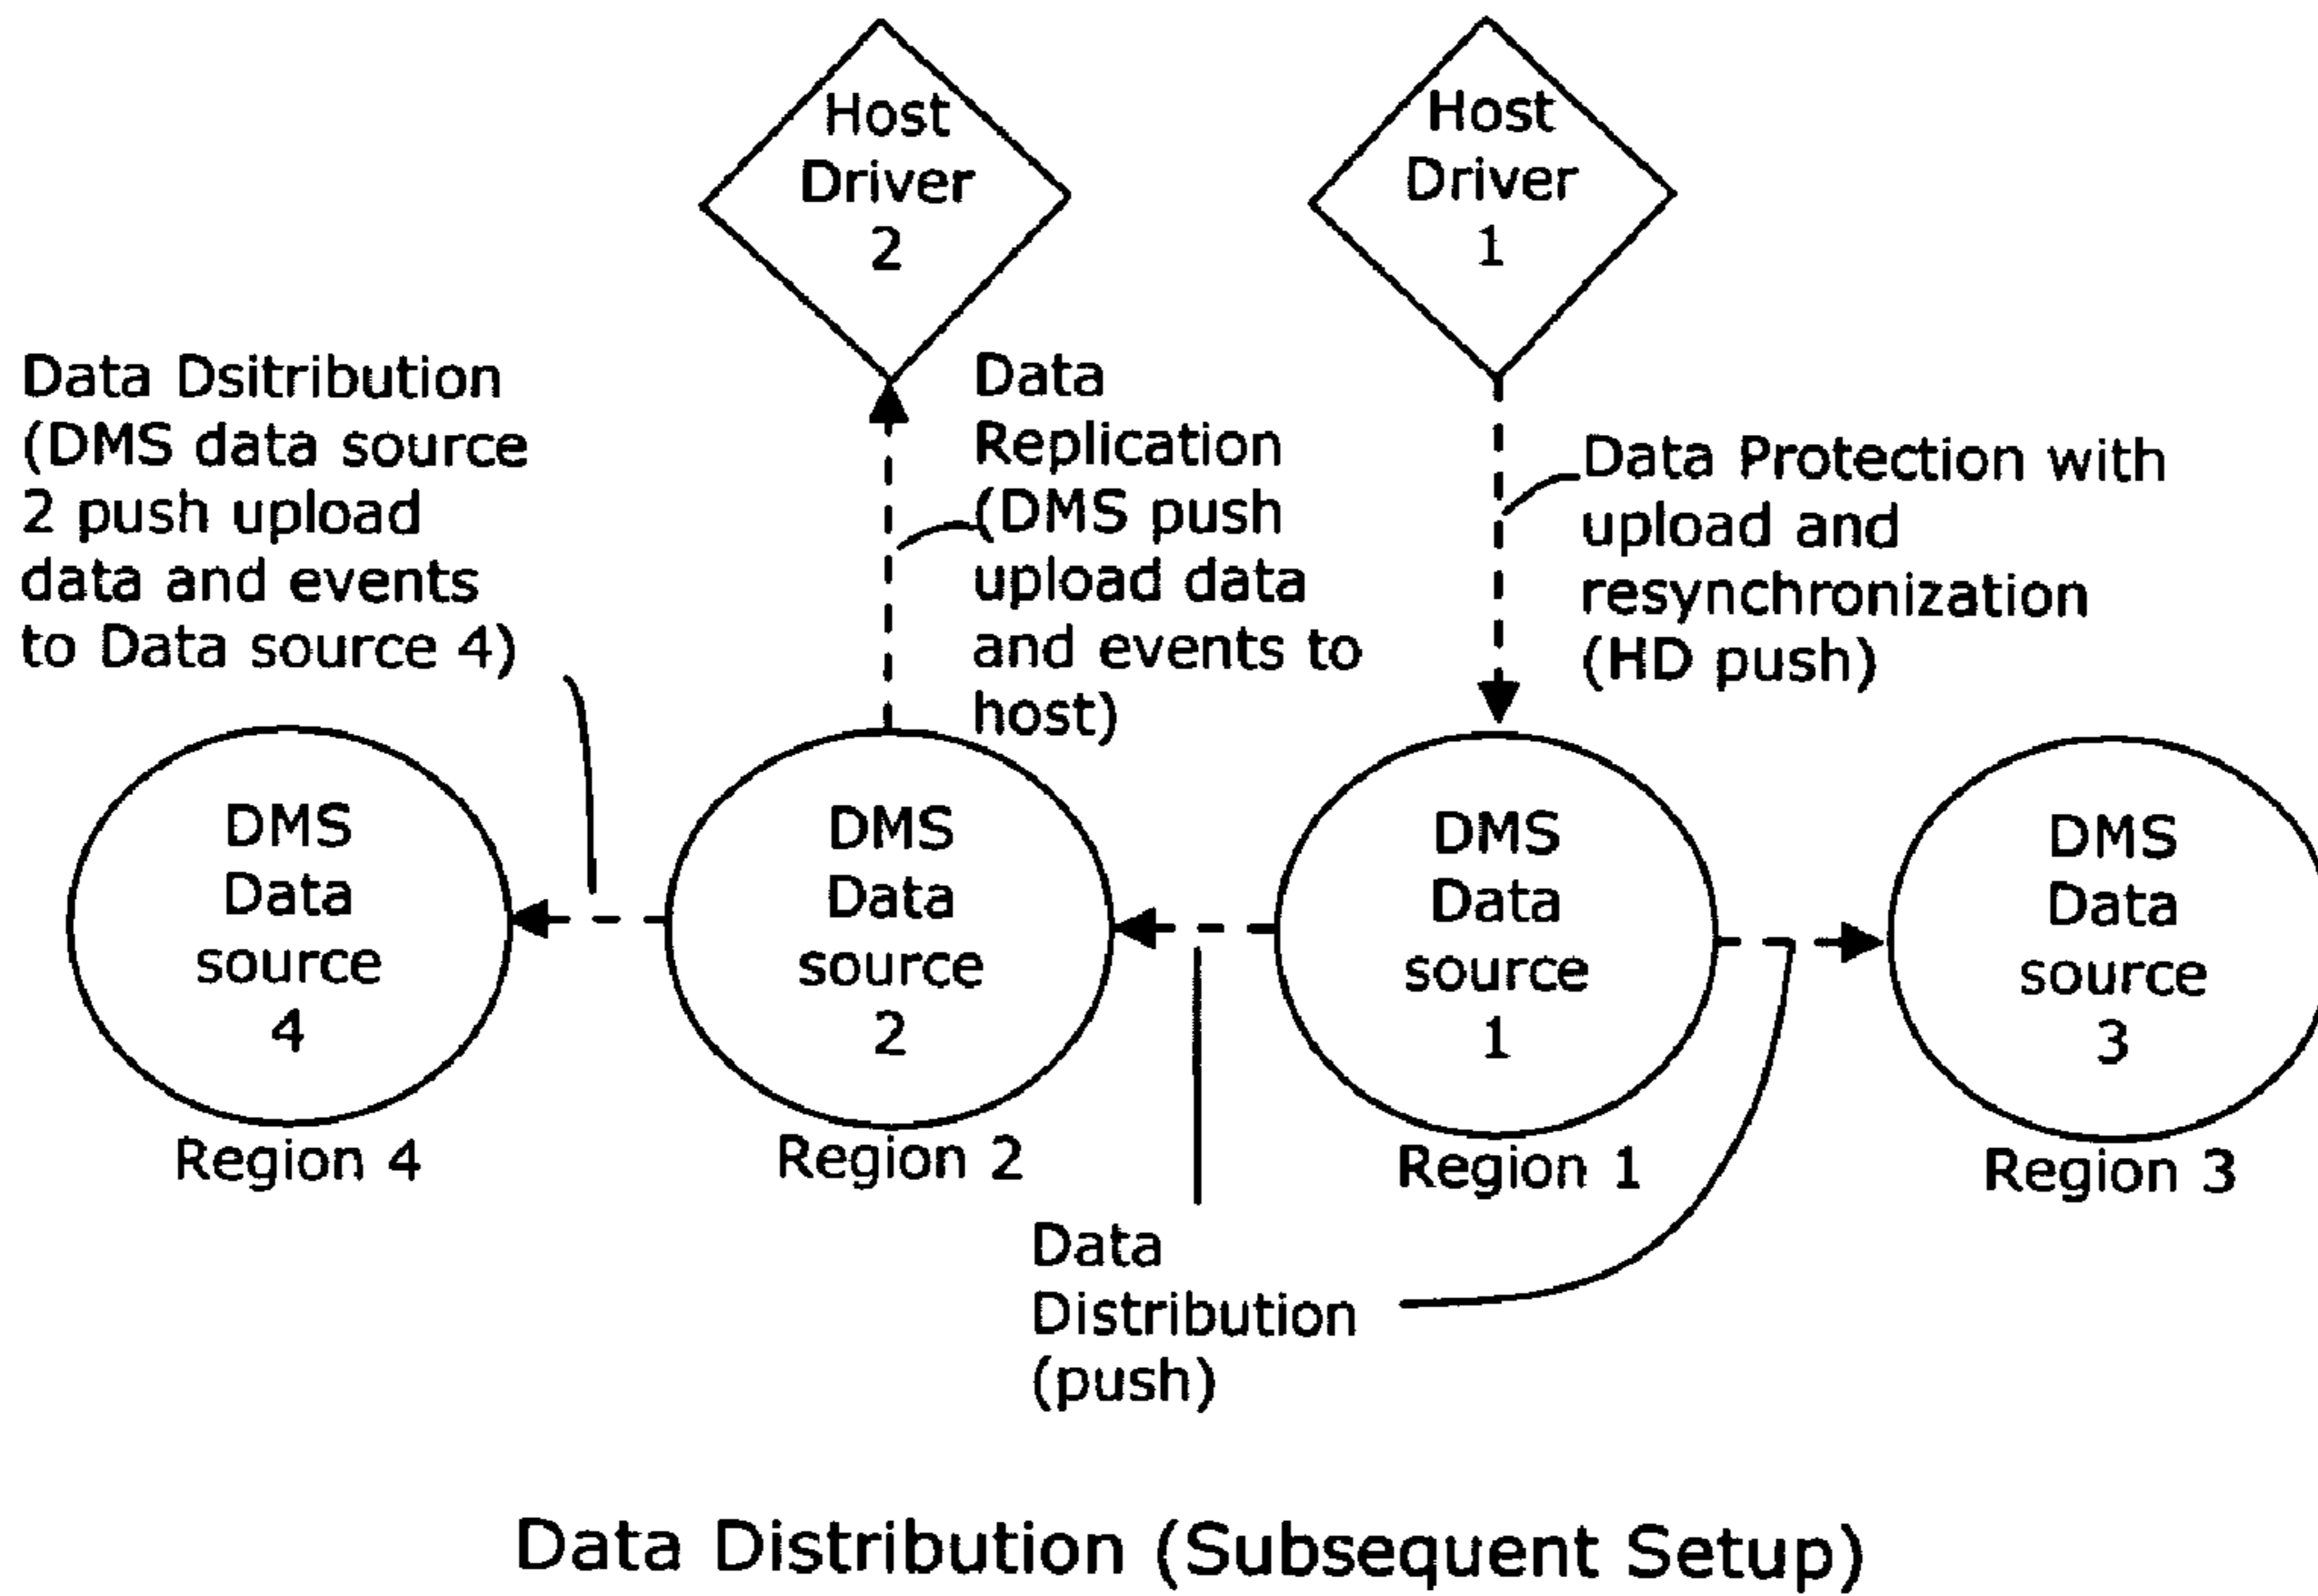 Host
Driver
2
Host
Driver
1
Data Dsitribution
(DMS data source
2 push upload
data and events
to Data source 4)
Data
Replication
(DMS push
upload data
and events to
host)
Data Protection with
upload and
resynchronization
(HD push)
DMS
Data
source
4
Region 4
DMS
Data
source
2
Region 2
DMS
Data
source
1
Region 1
DMS
Data
source
3
Region 3
Data
Distribution
(push)
Data Distribution (Subsequent Setup)